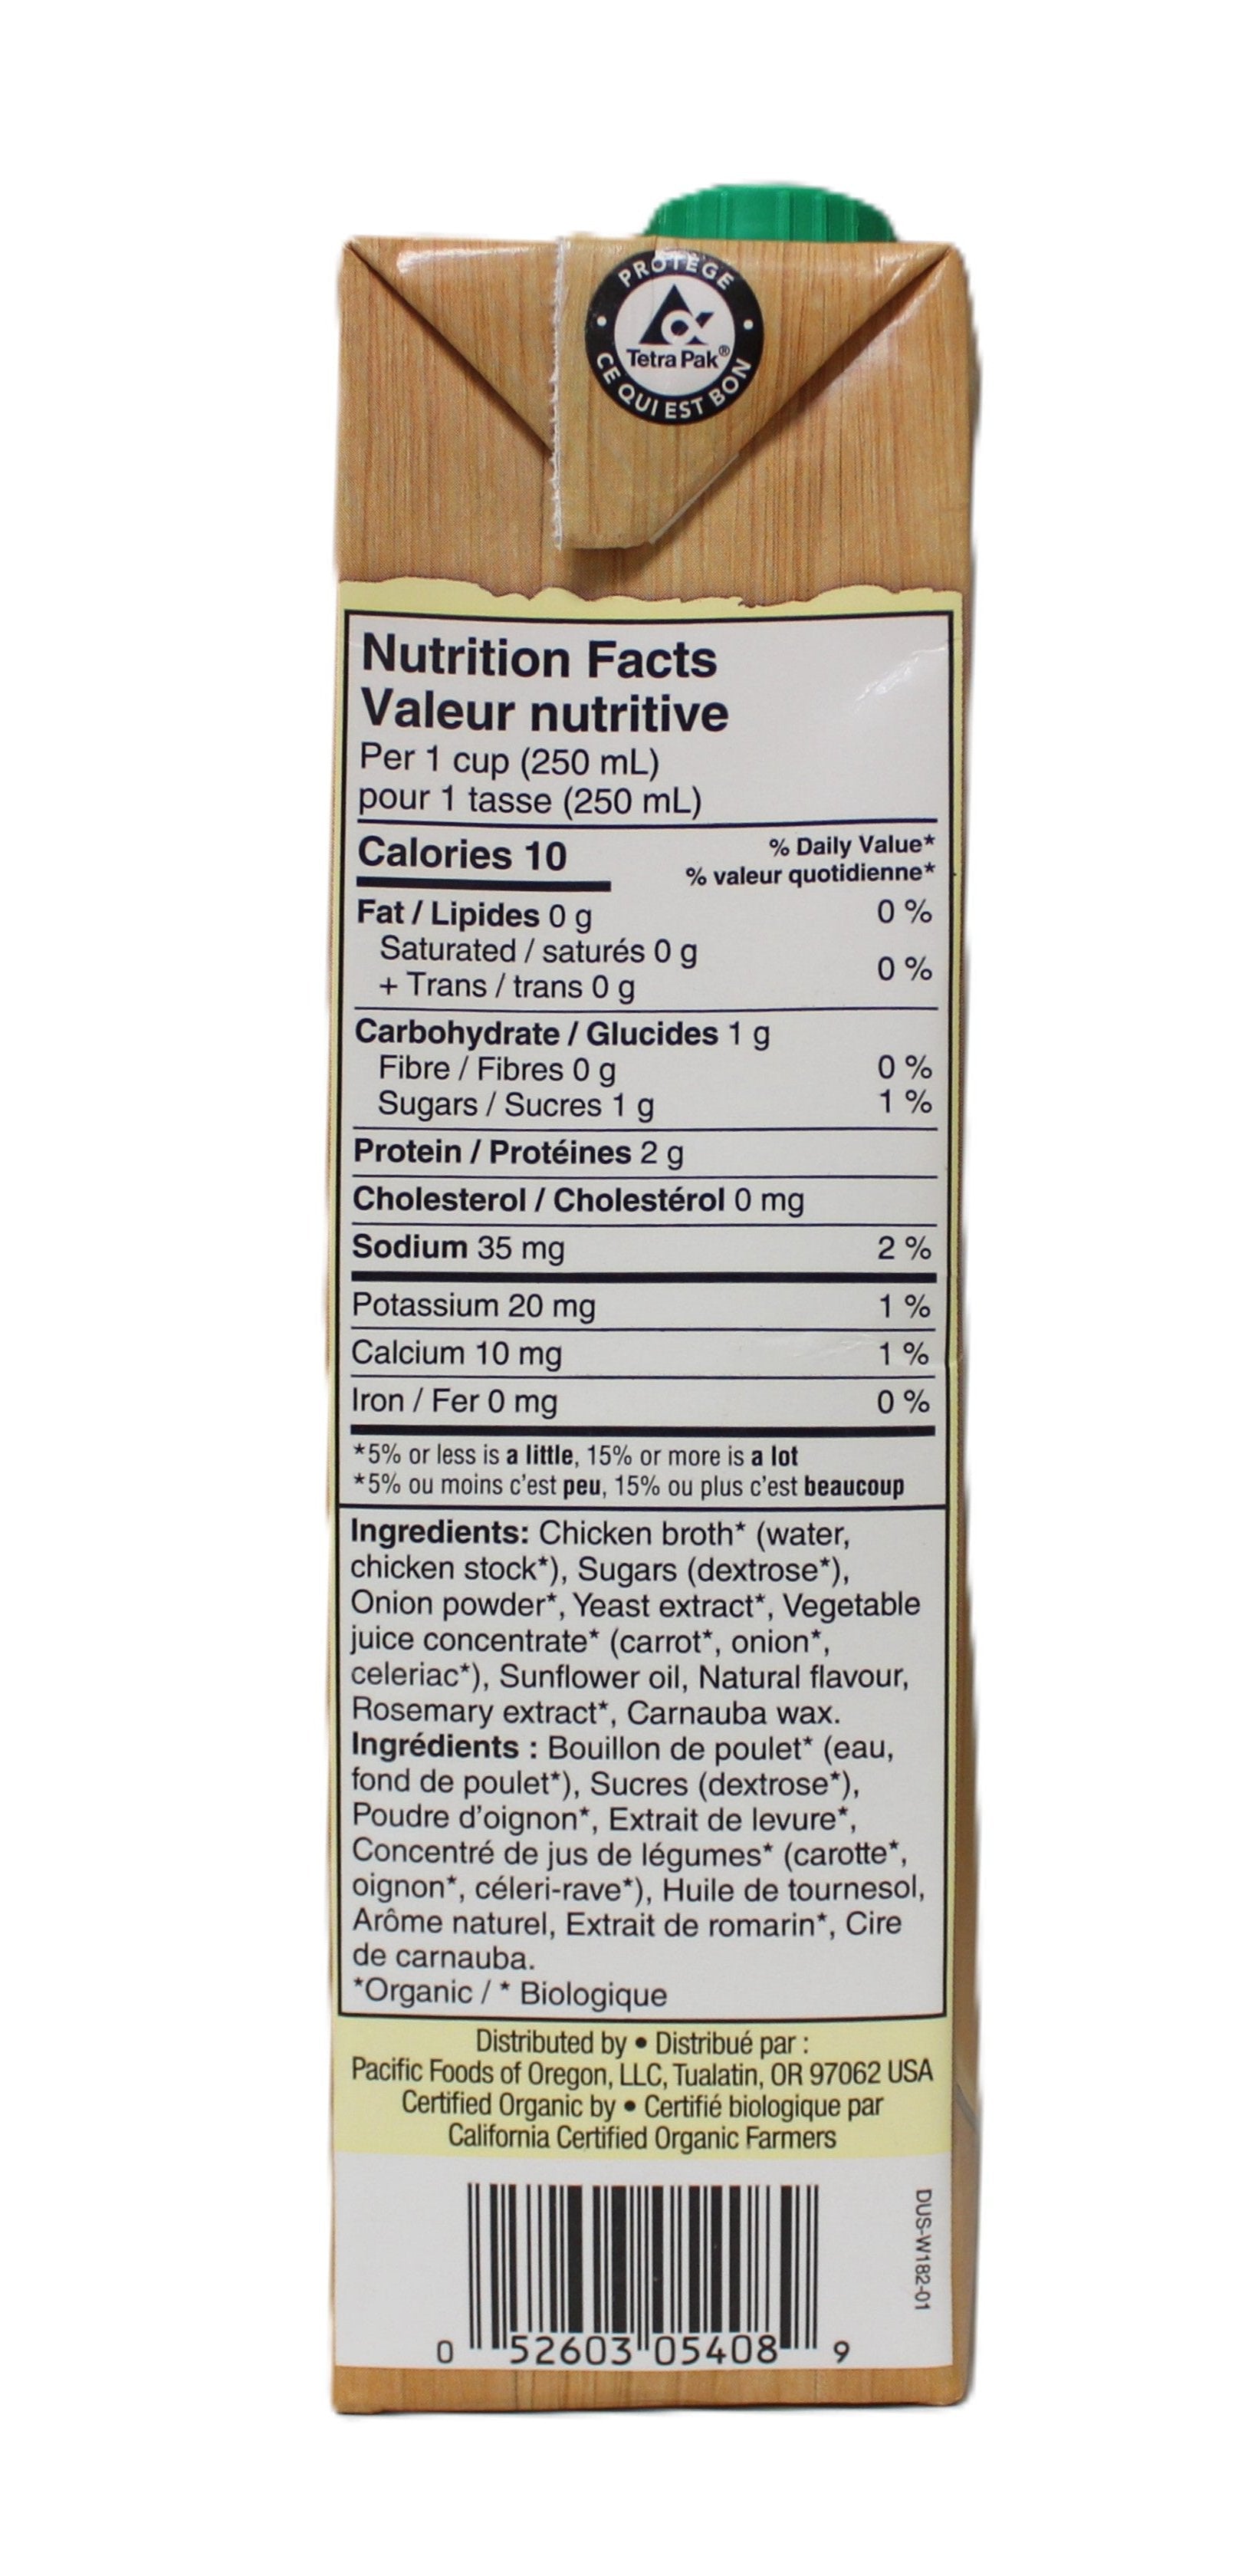 PROTÈGE
Tetra Pak®
CE QUI EST BON
Nutrition Facts
Valeur nutritive
Per 1 cup (250 mL)
pour 1 tasse (250 mL)
Calories 10
% Daily Value*
% valeur quotidienne*
Fat / Lipides 0 g 0 %
Saturated / saturés 0 g
+ Trans / trans 0 g 0 %
Carbohydrate / Glucides 1 g
Fibre / Fibres 0 g 0 %
Sugars / Sucres 1 g 1 %
Protein / Protéines 2 g
Cholesterol / Cholestérol 0 mg
Sodium 35 mg 2 %
Potassium 20 mg 1 %
Calcium 10 mg 1 %
Iron / Fer 0 mg 0 %
*5% or less is a little, 15% or more is a lot
*5% ou moins c'est peu, 15% ou plus c'est beaucoup
Ingredients: Chicken broth* (water,
chicken stock*), Sugars (dextrose*),
Onion powder*, Yeast extract*, Vegetable
juice concentrate* (carrot*, onion*,
celeriac*), Sunflower oil, Natural flavour,
Rosemary extract*, Carnauba wax.
Ingrédients : Bouillon de poulet* (eau,
fond de poulet*), Sucres (dextrose*),
Poudre d'oignon*, Extrait de levure*,
Concentré de jus de légumes* (carotte*,
oignon*, céleri-rave*), Huile de tournesol,
Arôme naturel, Extrait de romarin*, Cire
de carnauba.
*Organic / * Biologique
Distributed by • Distribué par :
Pacific Foods of Oregon, LLC, Tualatin, OR 97062 USA
Certified Organic by • Certifié biologique par
California Certified Organic Farmers
DUS-W182-01
0 52603 05408 9